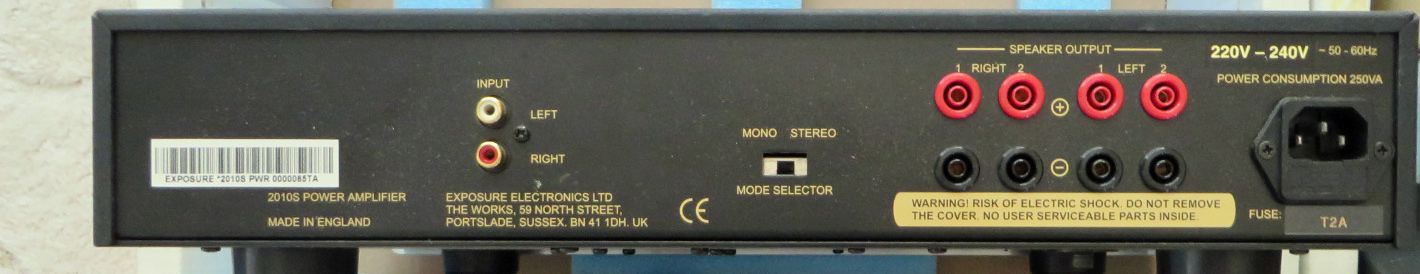 EXPOSURE *2010S PWR 0000085TA
2010S POWER AMPLIFIER
MADE IN ENGLAND
INPUT
LEFT
RIGHT
EXPOSURE ELECTRONICS LTD
THE WORKS, 59 NORTH STREET,
PORTSLADE, SUSSEX. BN 41 1DH. UK
CE
MONO STEREO
MODE SELECTOR
SPEAKER OUTPUT
1 RIGHT 2 1 LEFT 2
+
−
WARNING! RISK OF ELECTRIC SHOCK. DO NOT REMOVE
THE COVER. NO USER SERVICEABLE PARTS INSIDE.
220V – 240V ~ 50 - 60Hz
POWER CONSUMPTION 250VA
FUSE: T2A